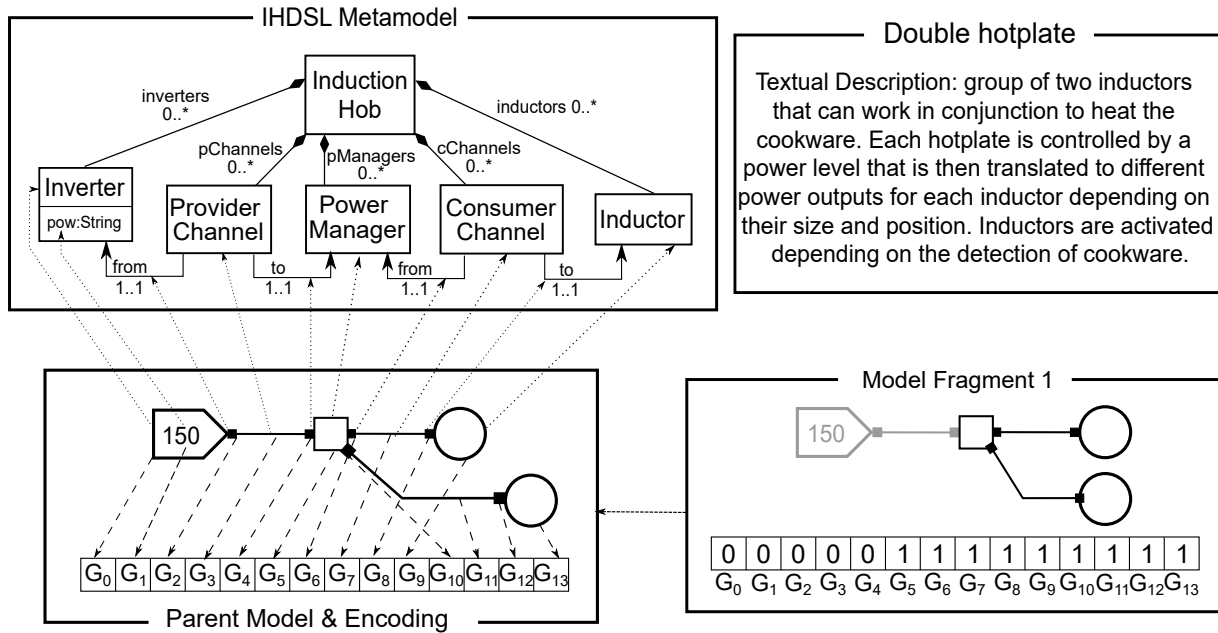 IHDSL Metamodel
Induction
Hob
inverters
0..*
inductors 0..*
pChannels
0..*
pManagers
0..*
cChannels
0..*
Inverter
pow:String
Provider
Channel
Power
Manager
Consumer
Channel
Inductor
from
1..1
to
1..1
from
1..1
to
1..1
Double hotplate
Textual Description: group of two inductors
that can work in conjunction to heat the
cookware. Each hotplate is controlled by a
power level that is then translated to different
power outputs for each inductor depending on
their size and position. Inductors are activated
depending on the detection of cookware.
150
G0 G1 G2 G3 G4 G5 G6 G7 G8 G9 G10 G11 G12 G13
Parent Model & Encoding
Model Fragment 1
150
0 0 0 0 0 1 1 1 1 1 1 1 1 1
G0 G1 G2 G3 G4 G5 G6 G7 G8 G9 G10 G11 G12 G13